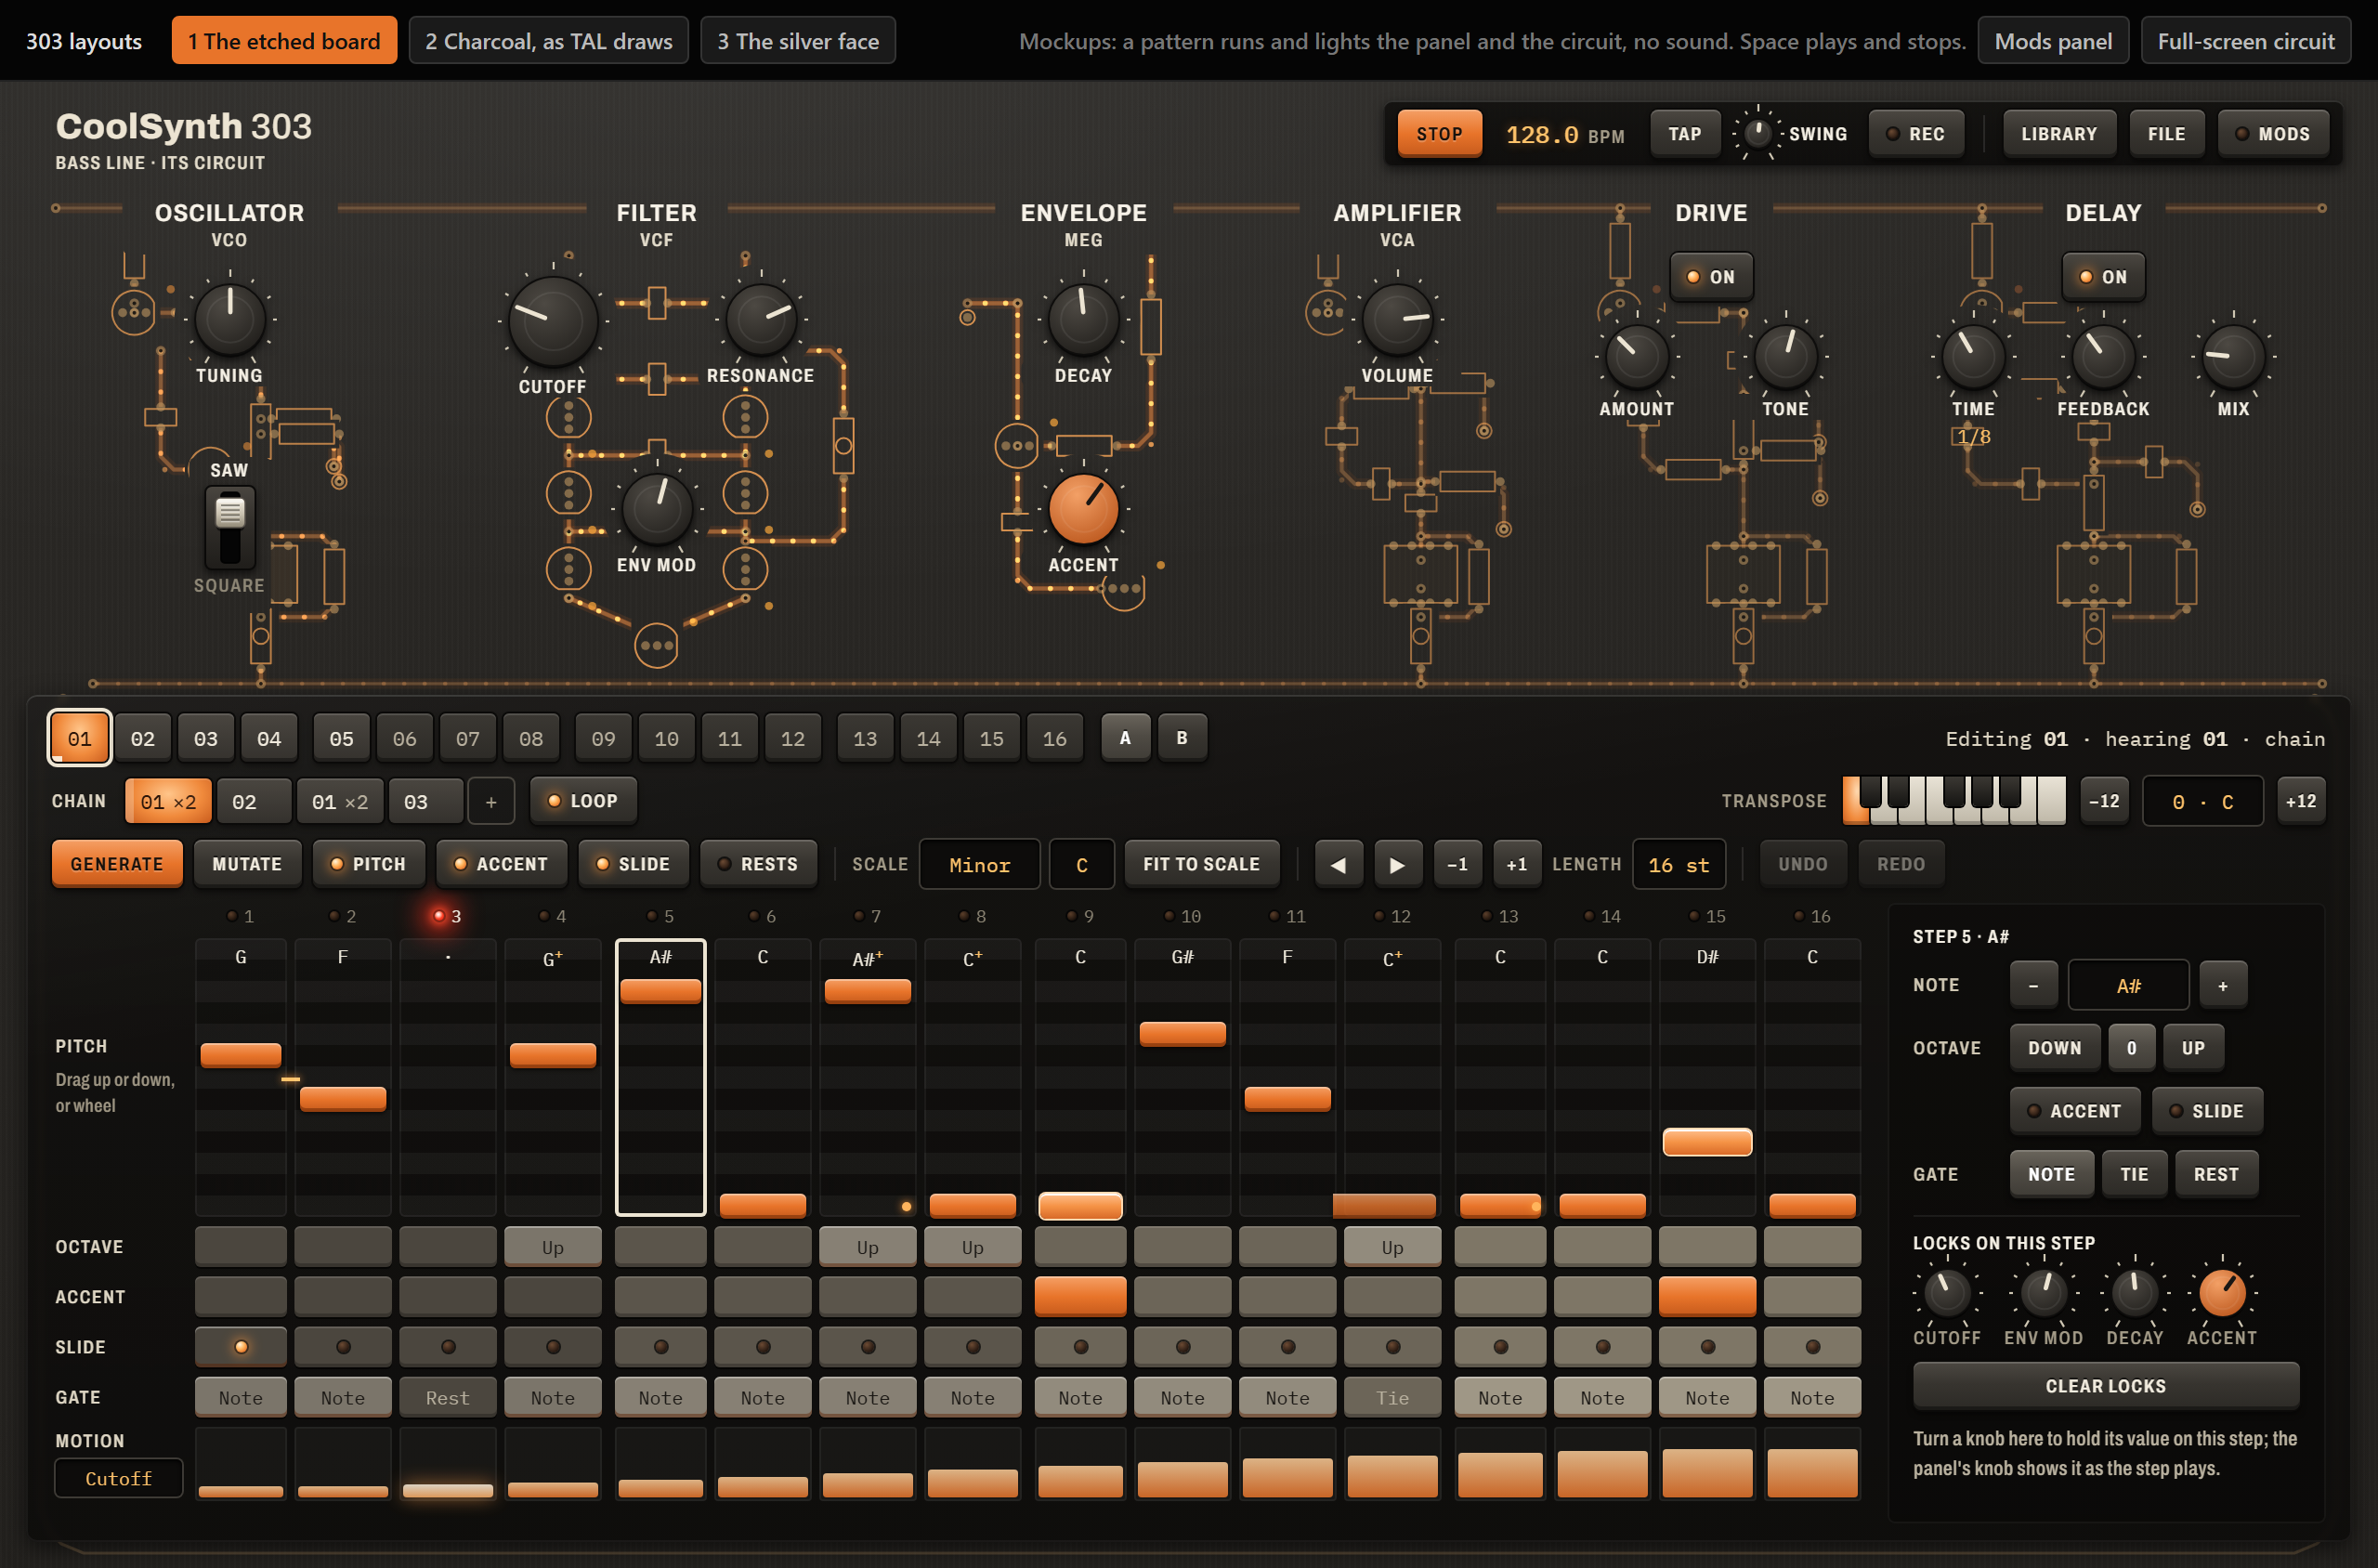 303 layouts 1 The etched board 2 Charcoal, as TAL draws 3 The silver face Mockups: a pattern runs and lights the panel and the circuit, no sound. Space plays and stops. Mods panel Full-screen circuit
CoolSynth 303
BASS LINE · ITS CIRCUIT
STOP 128.0 BPM TAP SWING REC LIBRARY FILE MODS
OSCILLATOR FILTER ENVELOPE AMPLIFIER DRIVE DELAY
VCO VCF MEG VCA
ON ON
TUNING CUTOFF RESONANCE DECAY VOLUME
AMOUNT TONE TIME FEEDBACK MIX
1/8
SAW
SQUARE
ENV MOD ACCENT
01 02 03 04 05 06 07 08 09 10 11 12 13 14 15 16 A B Editing 01 · hearing 01 · chain
CHAIN 01 ×2 02 01 ×2 03 + LOOP TRANSPOSE −12 0 · C +12
GENERATE MUTATE PITCH ACCENT SLIDE RESTS SCALE Minor C FIT TO SCALE ◀ ▶ −1 +1 LENGTH 16 st UNDO REDO
1 2 3 4 5 6 7 8 9 10 11 12 13 14 15 16
G F · G+ A# C A#+ C+ C G# F C+ C C D# C
PITCH
Drag up or down,
or wheel
OCTAVE Up Up Up Up
ACCENT
SLIDE
GATE Note Note Rest Note Note Note Note Note Note Note Note Tie Note Note Note Note
MOTION
Cutoff
STEP 5 · A#
NOTE − A# +
OCTAVE DOWN 0 UP
ACCENT SLIDE
GATE NOTE TIE REST
LOCKS ON THIS STEP
CUTOFF ENV MOD DECAY ACCENT
CLEAR LOCKS
Turn a knob here to hold its value on this step; the
panel's knob shows it as the step plays.